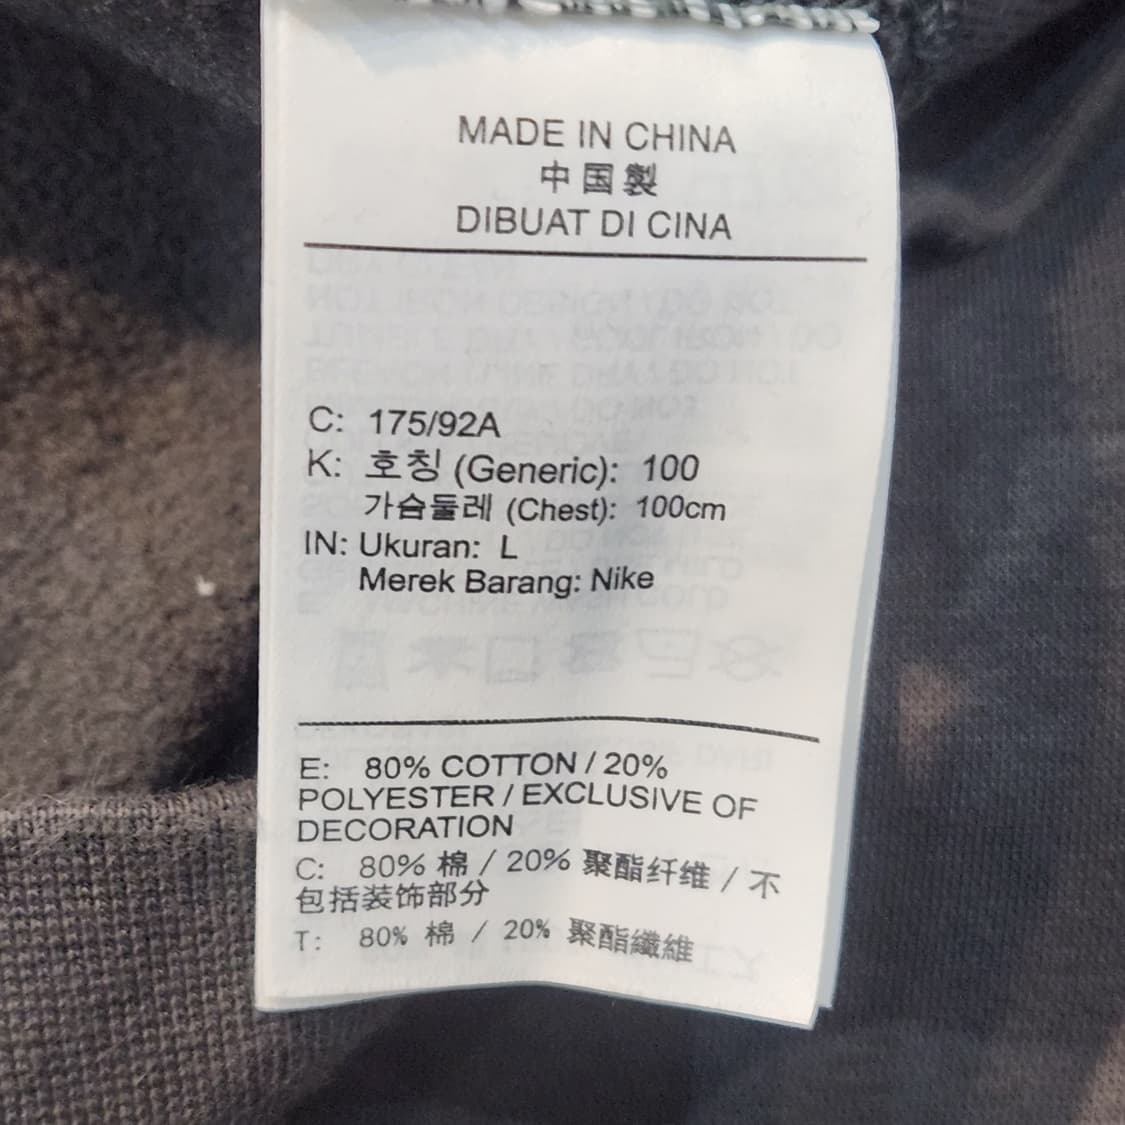 MADE IN CHINA
中国製
DIBUAT DI CINA
C: 175/92A
K: 호칭 (Generic): 100
가슴둘레 (Chest): 100cm
IN: Ukuran: L
Merek Barang: Nike
E: 80% COTTON / 20%
POLYESTER / EXCLUSIVE OF
DECORATION
C: 80% 棉 / 20% 聚酯纤维 / 不
包括装饰部分
T: 80% 棉 / 20% 聚酯纖維